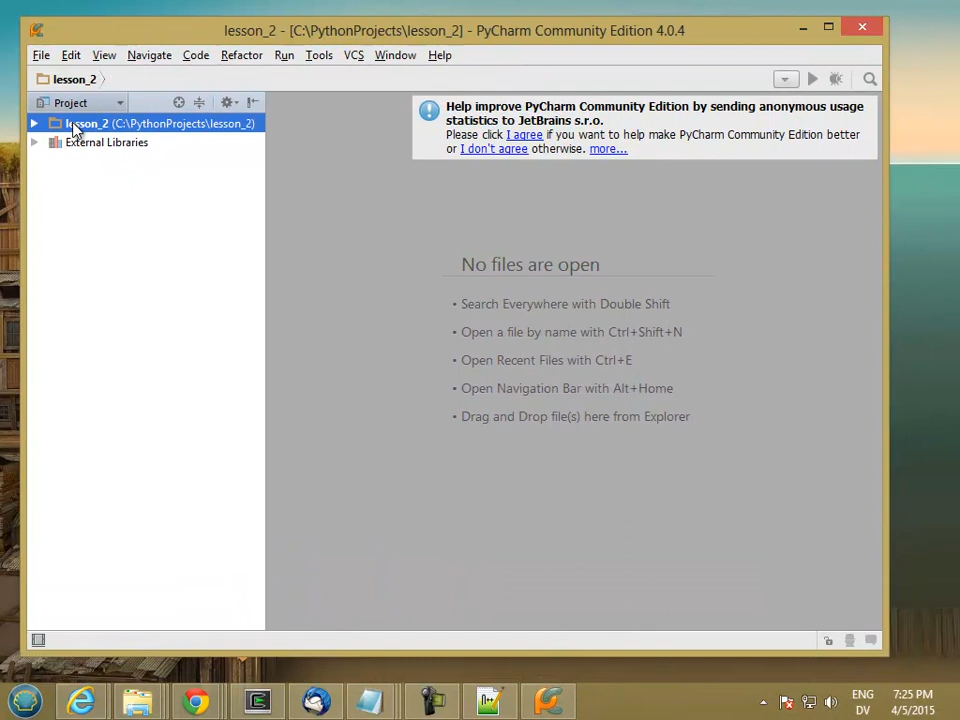 lesson_2 - [C:\PythonProjects\lesson_2] - PyCharm Community Edition 4.0.4
File Edit View Navigate Code Refactor Run Tools VCS Window Help
lesson_2
Project
lesson_2 (C:\PythonProjects\lesson_2)
External Libraries
Help improve PyCharm Community Edition by sending anonymous usage
statistics to JetBrains s.r.o.
Please click I agree if you want to help make PyCharm Community Edition better
or I don't agree otherwise. more...
No files are open
• Search Everywhere with Double Shift
• Open a file by name with Ctrl+Shift+N
• Open Recent Files with Ctrl+E
• Open Navigation Bar with Alt+Home
• Drag and Drop file(s) here from Explorer
ENG 7:25 PM
DV 4/5/2015